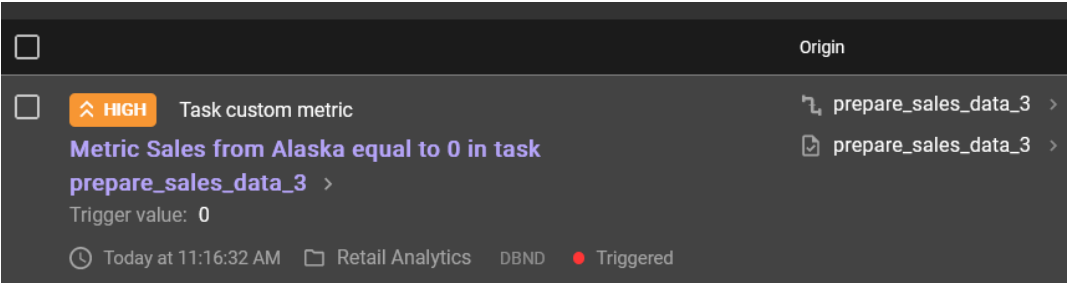 Origin
HIGH Task custom metric
prepare_sales_data_3
Metric Sales from Alaska equal to 0 in task
prepare_sales_data_3
prepare_sales_data_3
Trigger value: 0
Today at 11:16:32 AM Retail Analytics DBND Triggered